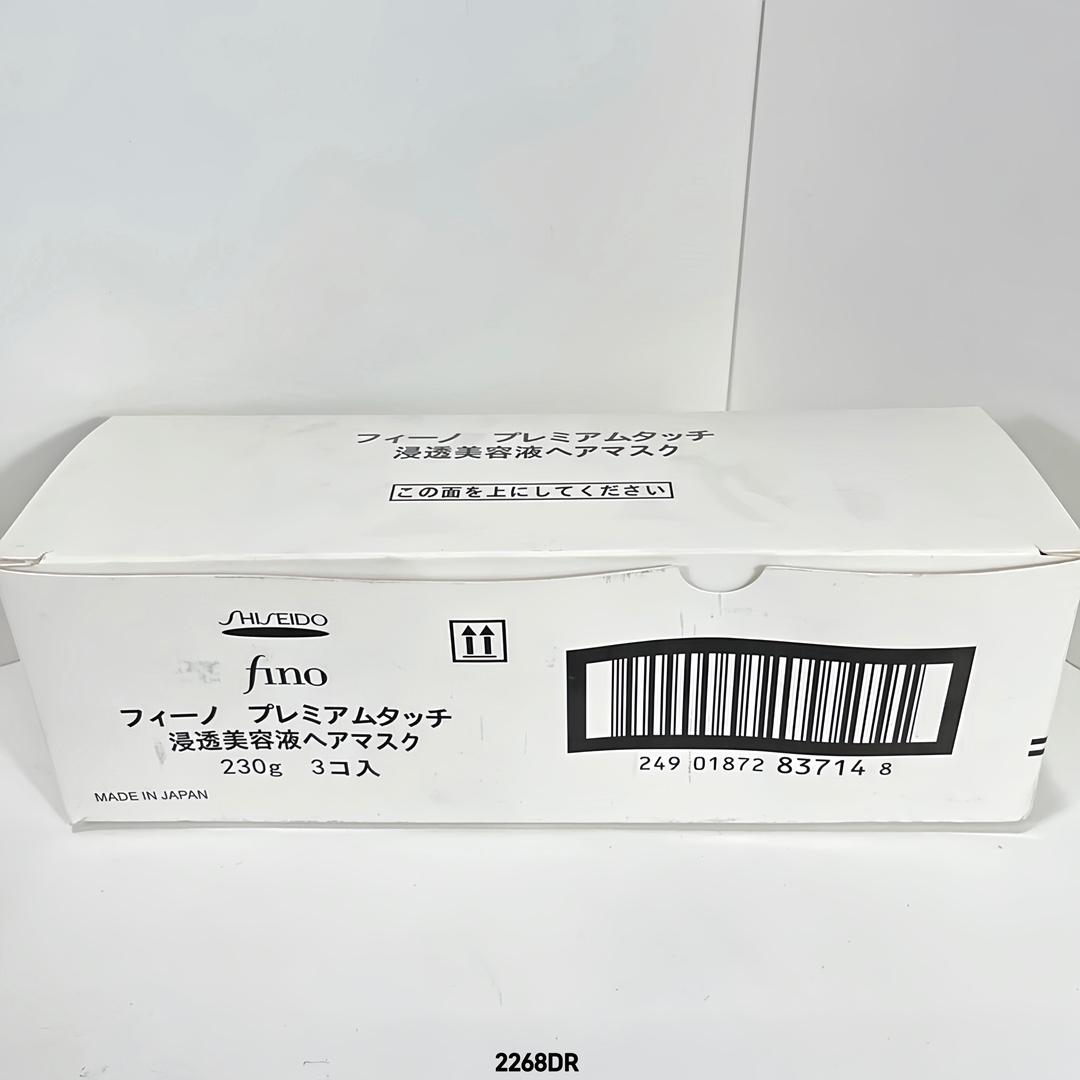 フィーノ プレミアムタッチ
浸透美容液ヘアマスク
この面を上にしてください
SHISEIDO
fino
フィーノ プレミアムタッチ
浸透美容液ヘアマスク
230g 3コ入
MADE IN JAPAN
249 01872 83714 8
2268DR